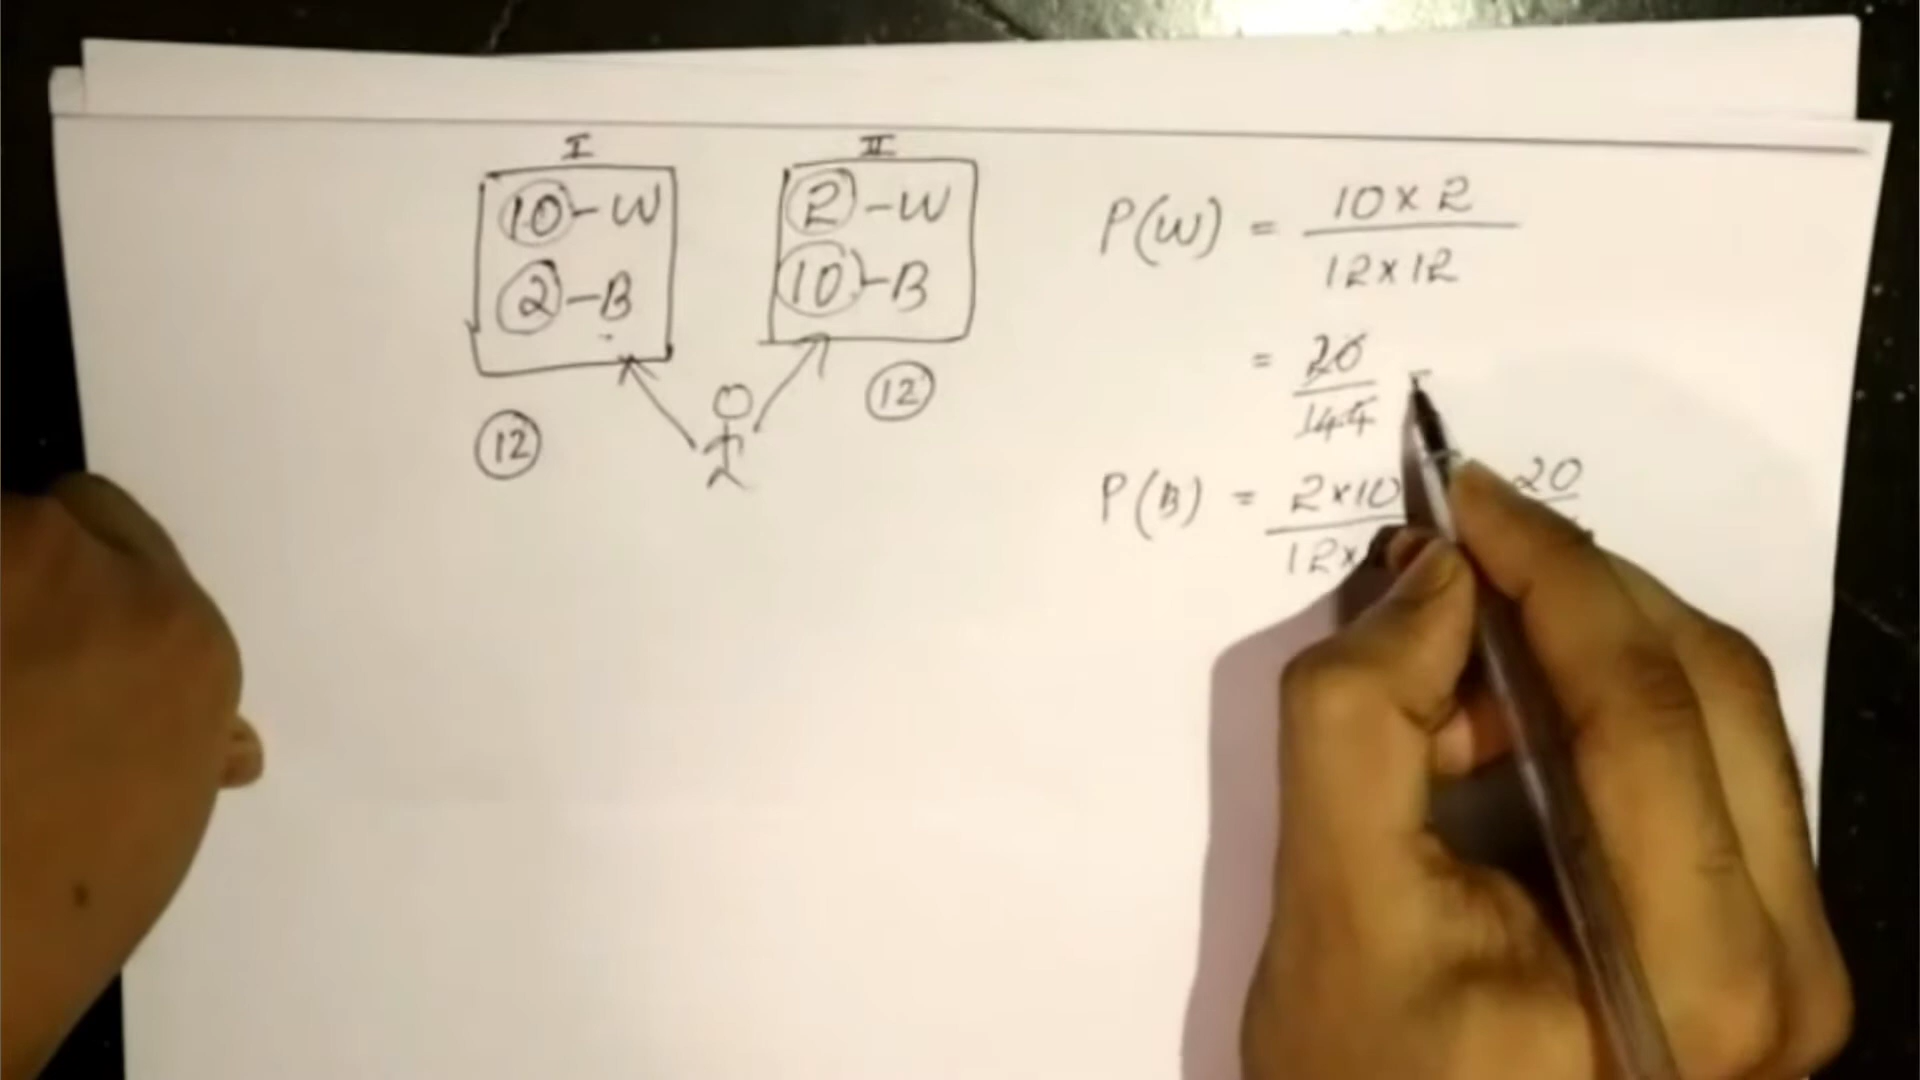 I
10-W
2-B
12
II
2-W
10-B
12
P(W) = 10×2 / 12×12
= 20 / 144
P(B) = 2×10 / 12× 20